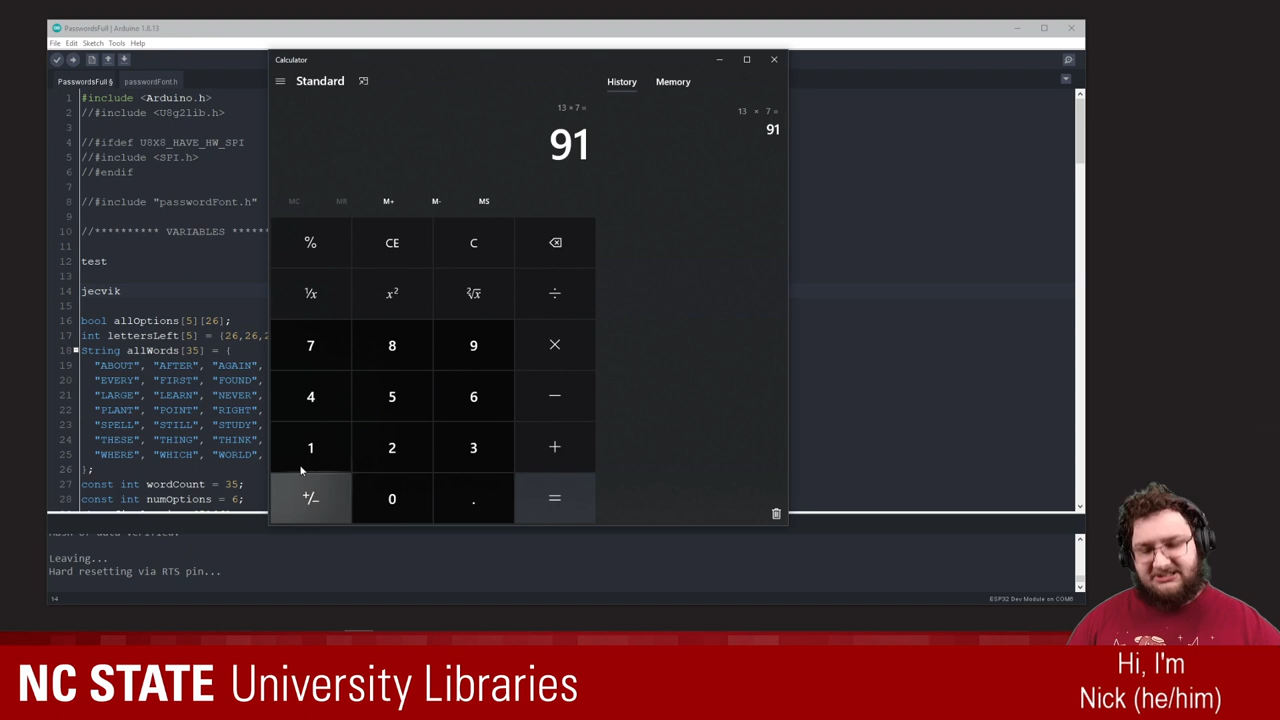 PasswordsFull | Arduino 1.8.13
File Edit Sketch Tools Help
PasswordsFull § passwordFont.h
1 #include <Arduino.h>
2 //#include <U8g2lib.h>
3
4 //#ifdef U8X8_HAVE_HW_SPI
5 //#include <SPI.h>
6 //#endif
7
8 //#include "passwordFont.h"
9
10 //********** VARIABLES
11
12 test
13
14 jecvik
15
16 bool allOptions[5][26];
17 int lettersLeft[5] = {26,26,
18 String allWords[35] = {
19 "ABOUT", "AFTER", "AGAIN",
20 "EVERY", "FIRST", "FOUND",
21 "LARGE", "LEARN", "NEVER",
22 "PLANT", "POINT", "RIGHT",
23 "SPELL", "STILL", "STUDY",
24 "THESE", "THING", "THINK",
25 "WHERE", "WHICH", "WORLD",
26 };
27 const int wordCount = 35;
28 const int numOptions = 6;
Leaving...
Hard resetting via RTS pin...
14
ESP32 Dev Module on COM6
Calculator
Standard
History Memory
13 × 7 =
91
13 × 7 =
91
MC MR M+ M- MS
% CE C
1/x x² ²√x ÷
7 8 9 ×
4 5 6 −
1 2 3 +
+/− 0 . =
NC STATE University Libraries
Hi, I'm
Nick (he/him)